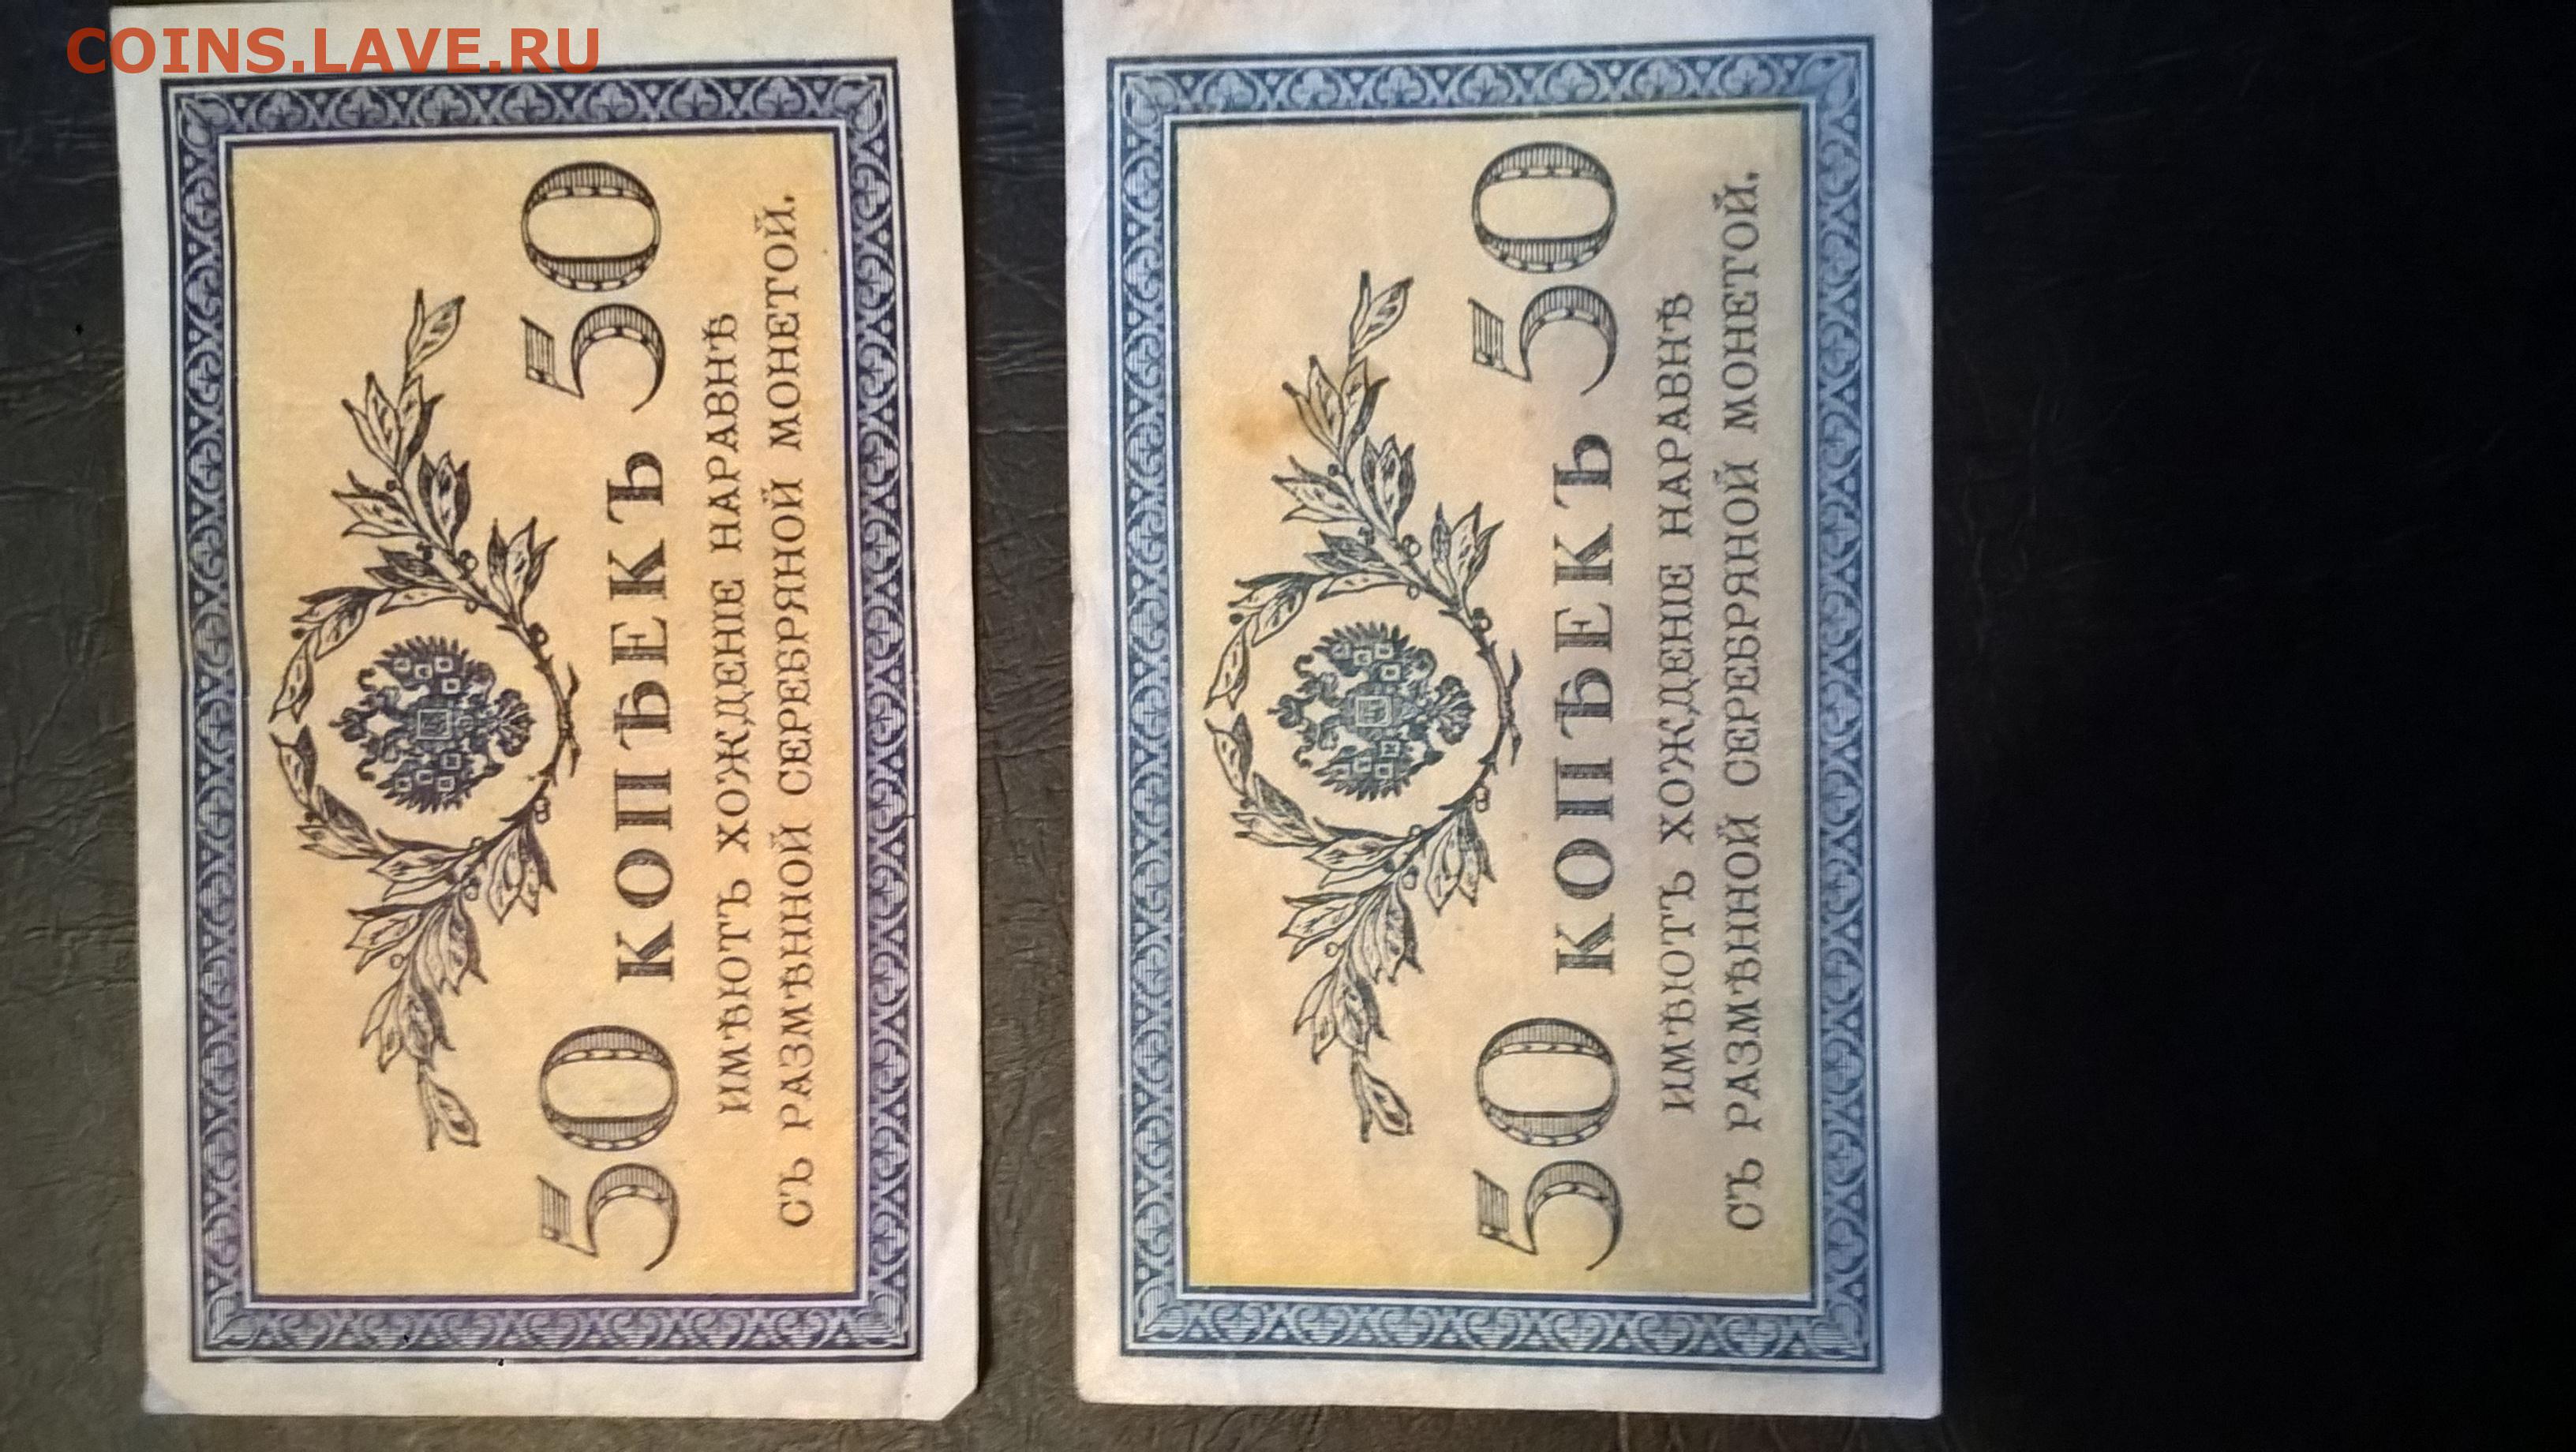 COINS.LAVE.RU
50 КОПѢЕКЪ 50
ИМѢЮТЪ ХОЖДЕНІЕ НАРАВНѢ
СЪ РАЗМѢННОЙ СЕРЕБРЯНОЙ МОНЕТОЙ.
50 КОПѢЕКЪ 50
ИМѢЮТЪ ХОЖДЕНІЕ НАРАВНѢ
СЪ РАЗМѢННОЙ СЕРЕБРЯНОЙ МОНЕТОЙ.